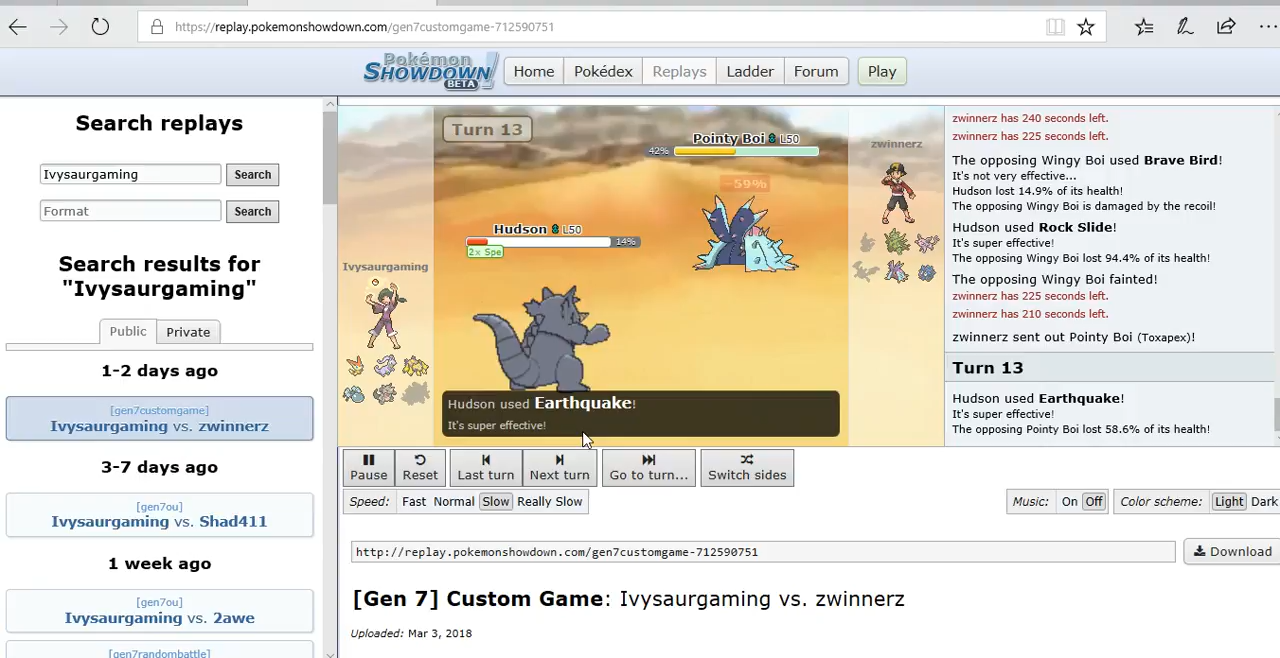 https://replay.pokemonshowdown.com/gen7customgame-712590751
Pokémon
SHOWDOWN
BETA
Home
Pokédex
Replays
Ladder
Forum
Play
Search replays
Ivysaurgaming
Search
Format
Search
Search results for
"Ivysaurgaming"
Public
Private
1-2 days ago
[gen7customgame]
Ivysaurgaming vs. zwinnerz
3-7 days ago
[gen7ou]
Ivysaurgaming vs. Shad411
1 week ago
[gen7ou]
Ivysaurgaming vs. 2awe
[gen7randombattle]
Turn 13
Pointy Boi L50
42%
−59%
Hudson L50
14%
2x Spe
Ivysaurgaming
zwinnerz
Hudson used Earthquake!
It's super effective!
zwinnerz has 240 seconds left.
zwinnerz has 225 seconds left.
The opposing Wingy Boi used Brave Bird!
It's not very effective...
Hudson lost 14.9% of its health!
The opposing Wingy Boi is damaged by the recoil!
Hudson used Rock Slide!
It's super effective!
The opposing Wingy Boi lost 94.4% of its health!
The opposing Wingy Boi fainted!
zwinnerz has 225 seconds left.
zwinnerz has 210 seconds left.
zwinnerz sent out Pointy Boi (Toxapex)!
Turn 13
Hudson used Earthquake!
It's super effective!
The opposing Pointy Boi lost 58.6% of its health!
Pause
Reset
Last turn
Next turn
Go to turn...
Switch sides
Speed: Fast Normal Slow Really Slow
Music: On Off
Color scheme: Light Dark
http://replay.pokemonshowdown.com/gen7customgame-712590751
Download
[Gen 7] Custom Game: Ivysaurgaming vs. zwinnerz
Uploaded: Mar 3, 2018